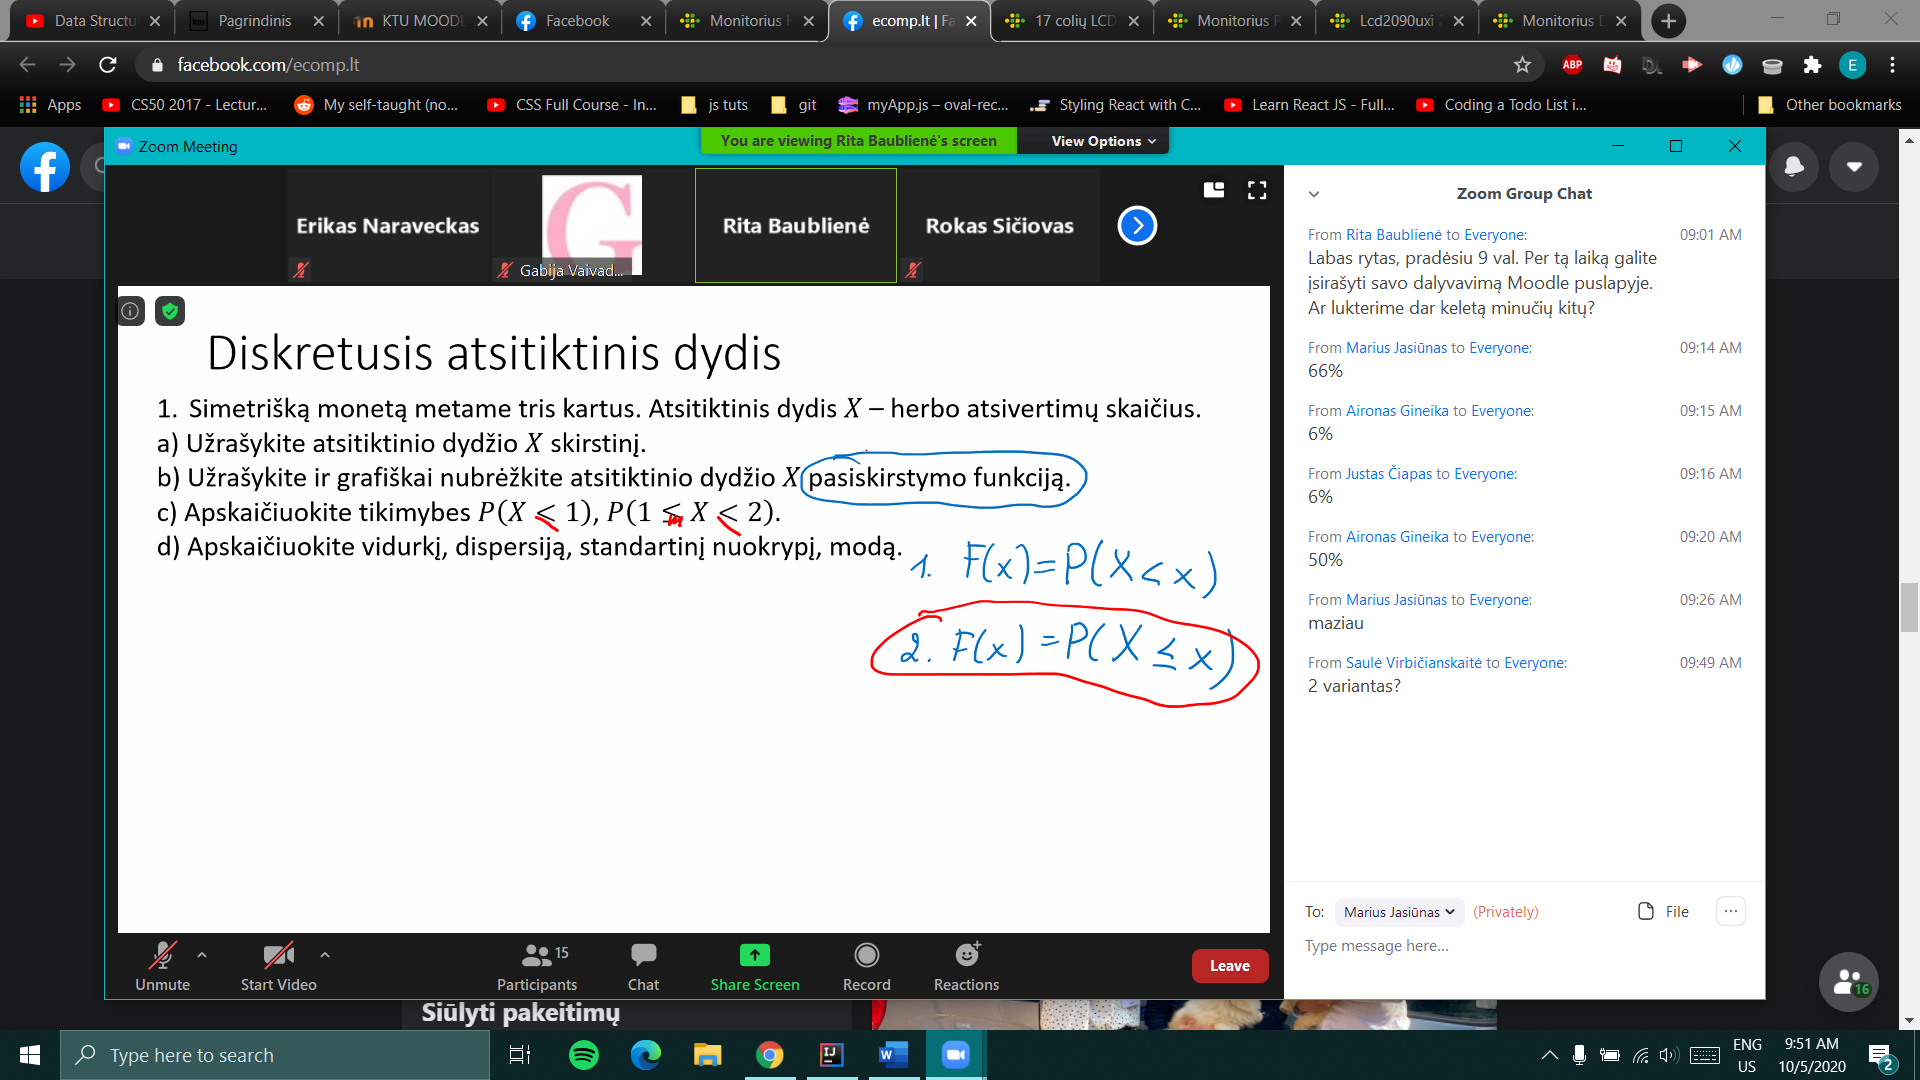 Data Structu
Pagrindinis
KTU MOODL
Facebook
Monitorius
ecomp.lt | Fa
17 colių LCD
Monitorius
Lcd2090uxi
Monitorius
facebook.com/ecomp.lt
ABP
E
Apps
CS50 2017 - Lectur...
My self-taught (no...
CSS Full Course - In...
js tuts
git
myApp.js – oval-rec...
Styling React with C...
Learn React JS - Full...
Coding a Todo List i...
Other bookmarks
Zoom Meeting
You are viewing Rita Baublienė's screen
View Options
Erikas Naraveckas
G
Gabija Vaivad...
Rita Baublienė
Rokas Sičiovas
Diskretusis atsitiktinis dydis
1. Simetrišką monetą metame tris kartus. Atsitiktinis dydis X – herbo atsivertimų skaičius.
a) Užrašykite atsitiktinio dydžio X skirstinį.
b) Užrašykite ir grafiškai nubrėžkite atsitiktinio dydžio X pasiskirstymo funkciją.
c) Apskaičiuokite tikimybes P(X < 1), P(1 ≤ X < 2).
d) Apskaičiuokite vidurkį, dispersiją, standartinį nuokrypį, modą.
1. F(x)=P(X<x)
2. F(x)=P(X≤x)
Zoom Group Chat
From Rita Baublienė to Everyone: 09:01 AM
Labas rytas, pradėsiu 9 val. Per tą laiką galite
įsirašyti savo dalyvavimą Moodle puslapyje.
Ar lukterime dar keletą minučių kitų?
From Marius Jasiūnas to Everyone: 09:14 AM
66%
From Aironas Gineika to Everyone: 09:15 AM
6%
From Justas Čiapas to Everyone: 09:16 AM
6%
From Aironas Gineika to Everyone: 09:20 AM
50%
From Marius Jasiūnas to Everyone: 09:26 AM
maziau
From Saulė Virbičianskaitė to Everyone: 09:49 AM
2 variantas?
To: Marius Jasiūnas (Privately)
File
Type message here...
Unmute
Start Video
15
Participants
Chat
Share Screen
Record
Reactions
Leave
16
Siūlyti pakeitimų
Type here to search
ENG
US
9:51 AM
10/5/2020
2